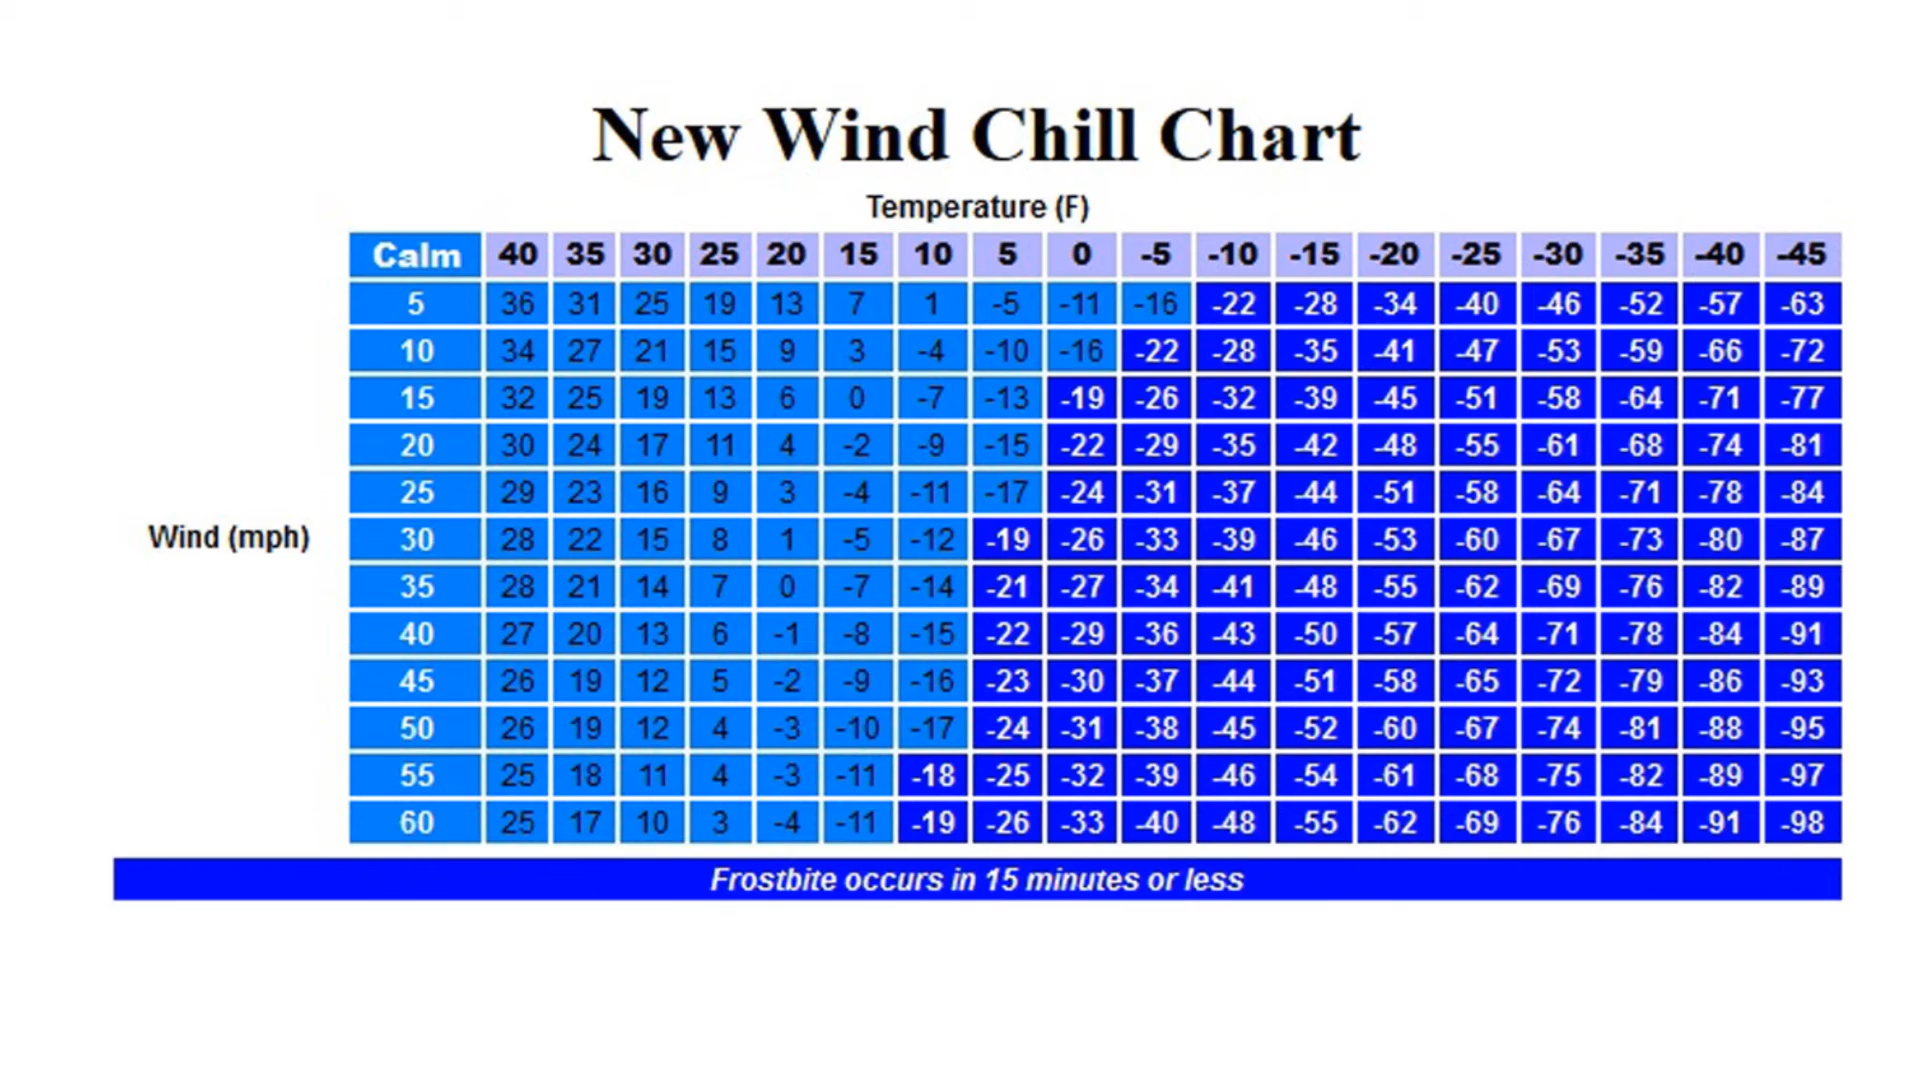 New Wind Chill Chart
Temperature (F)
Calm 40 35 30 25 20 15 10 5 0 -5 -10 -15 -20 -25 -30 -35 -40 -45
5 36 31 25 19 13 7 1 -5 -11 -16 -22 -28 -34 -40 -46 -52 -57 -63
10 34 27 21 15 9 3 -4 -10 -16 -22 -28 -35 -41 -47 -53 -59 -66 -72
15 32 25 19 13 6 0 -7 -13 -19 -26 -32 -39 -45 -51 -58 -64 -71 -77
20 30 24 17 11 4 -2 -9 -15 -22 -29 -35 -42 -48 -55 -61 -68 -74 -81
25 29 23 16 9 3 -4 -11 -17 -24 -31 -37 -44 -51 -58 -64 -71 -78 -84
Wind (mph) 30 28 22 15 8 1 -5 -12 -19 -26 -33 -39 -46 -53 -60 -67 -73 -80 -87
35 28 21 14 7 0 -7 -14 -21 -27 -34 -41 -48 -55 -62 -69 -76 -82 -89
40 27 20 13 6 -1 -8 -15 -22 -29 -36 -43 -50 -57 -64 -71 -78 -84 -91
45 26 19 12 5 -2 -9 -16 -23 -30 -37 -44 -51 -58 -65 -72 -79 -86 -93
50 26 19 12 4 -3 -10 -17 -24 -31 -38 -45 -52 -60 -67 -74 -81 -88 -95
55 25 18 11 4 -3 -11 -18 -25 -32 -39 -46 -54 -61 -68 -75 -82 -89 -97
60 25 17 10 3 -4 -11 -19 -26 -33 -40 -48 -55 -62 -69 -76 -84 -91 -98
Frostbite occurs in 15 minutes or less